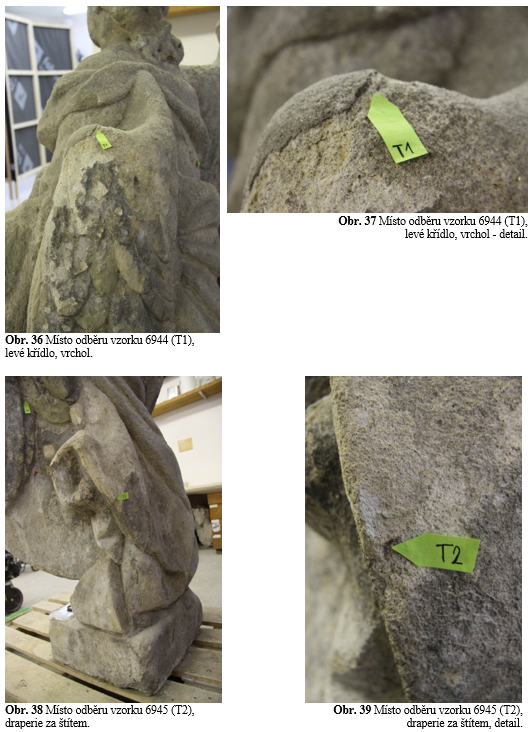 T1
Obr. 37 Místo odběru vzorku 6944 (T1),
levé křídlo, vrchol - detail.
Obr. 36 Místo odběru vzorku 6944 (T1),
levé křídlo, vrchol.
T2
Obr. 38 Místo odběru vzorku 6945 (T2),
draperie za štítem.
Obr. 39 Místo odběru vzorku 6945 (T2),
draperie za štítem, detail.